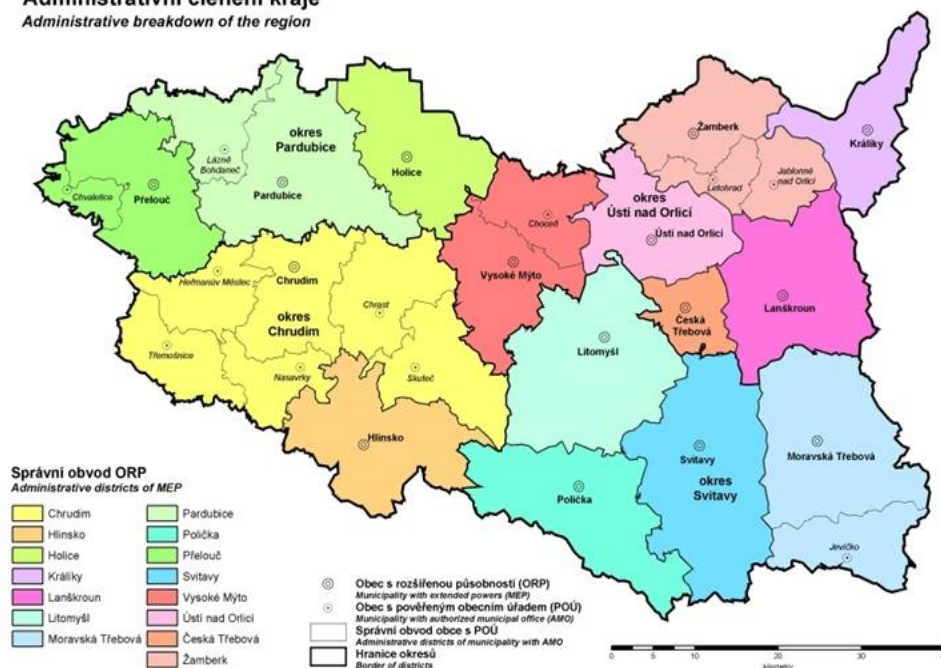 Administrativní členění kraje
Administrative breakdown of the region
okres
Pardubice
Lázně
Bohdaneč
Pardubice
Holice
Chvaletice
Přelouč
Žamberk
Králíky
Letohrad
Jablonné
nad Orlicí
okres
Ústí nad Orlicí
Ústí nad Orlicí
Choceň
Vysoké Mýto
Heřmanův Městec
Chrudim
Chrast
okres
Chrudim
Třemošnice
Nasavrky
Skuteč
Hlinsko
Litomyšl
Česká
Třebová
Lanškroun
Svitavy
okres
Svitavy
Moravská Třebová
Jevíčko
Polička
Správní obvod ORP
Administrative districts of MEP
Chrudim
Hlinsko
Holice
Králíky
Lanškroun
Litomyšl
Moravská Třebová
Pardubice
Polička
Přelouč
Svitavy
Vysoké Mýto
Ústí nad Orlicí
Česká Třebová
Žamberk
Obec s rozšířenou působností (ORP)
Municipality with extended powers (MEP)
Obec s pověřeným obecním úřadem (POÚ)
Municipality with authorized municipal office (AMO)
Správní obvod obce s POÚ
Administrative districts of municipality with AMO
Hranice okresů
Border of districts
0 5 10 20 30